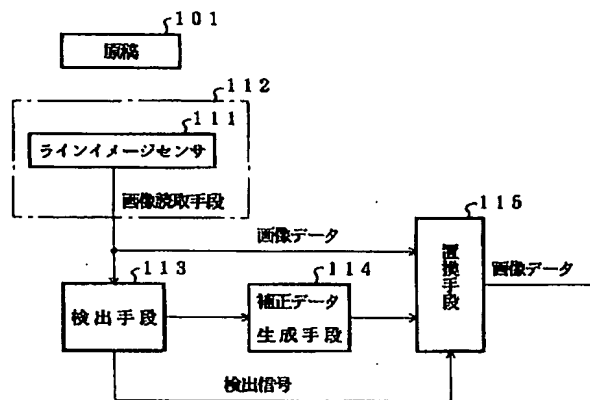 101
原稿
112
111
ラインイメージセンサ
画像読取手段
115
画像データ
置換手段
画像データ
113
検出手段
114
補正データ
生成手段
検出信号